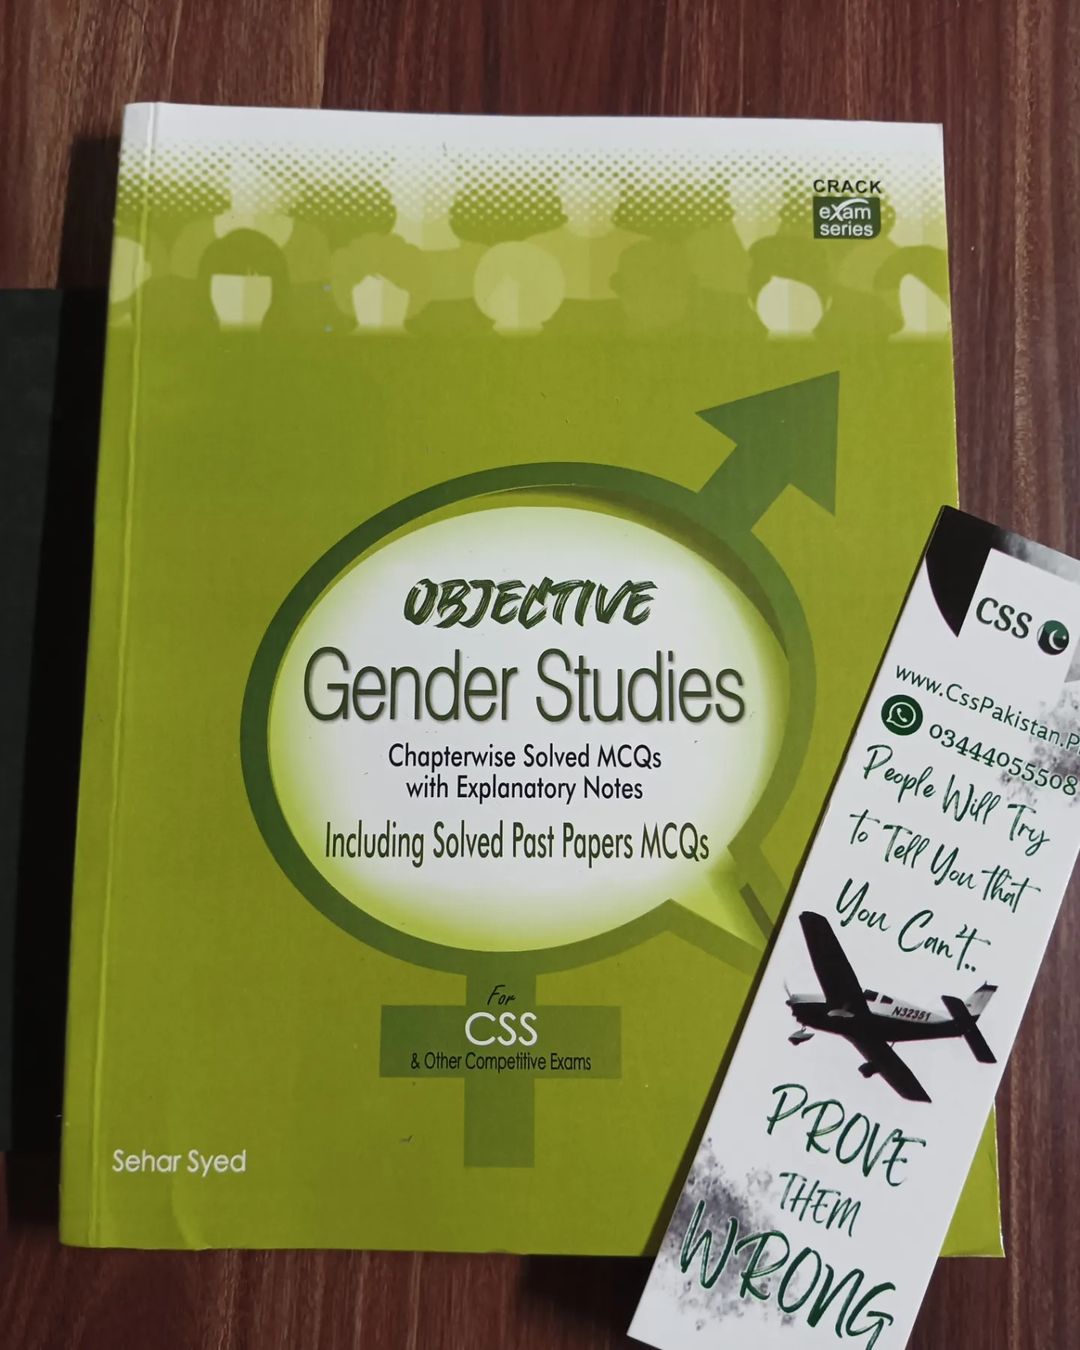 CRACK
exam
series
OBJECTIVE
Gender Studies
Chapterwise Solved MCQs
with Explanatory Notes
Including Solved Past Papers MCQs
For
CSS
& Other Competitive Exams
Sehar Syed
CSS
www.CssPakistan.P
03444055508
People Will Try
to Tell You that
You Can't..
N32351
PROVE
THEM
WRONG